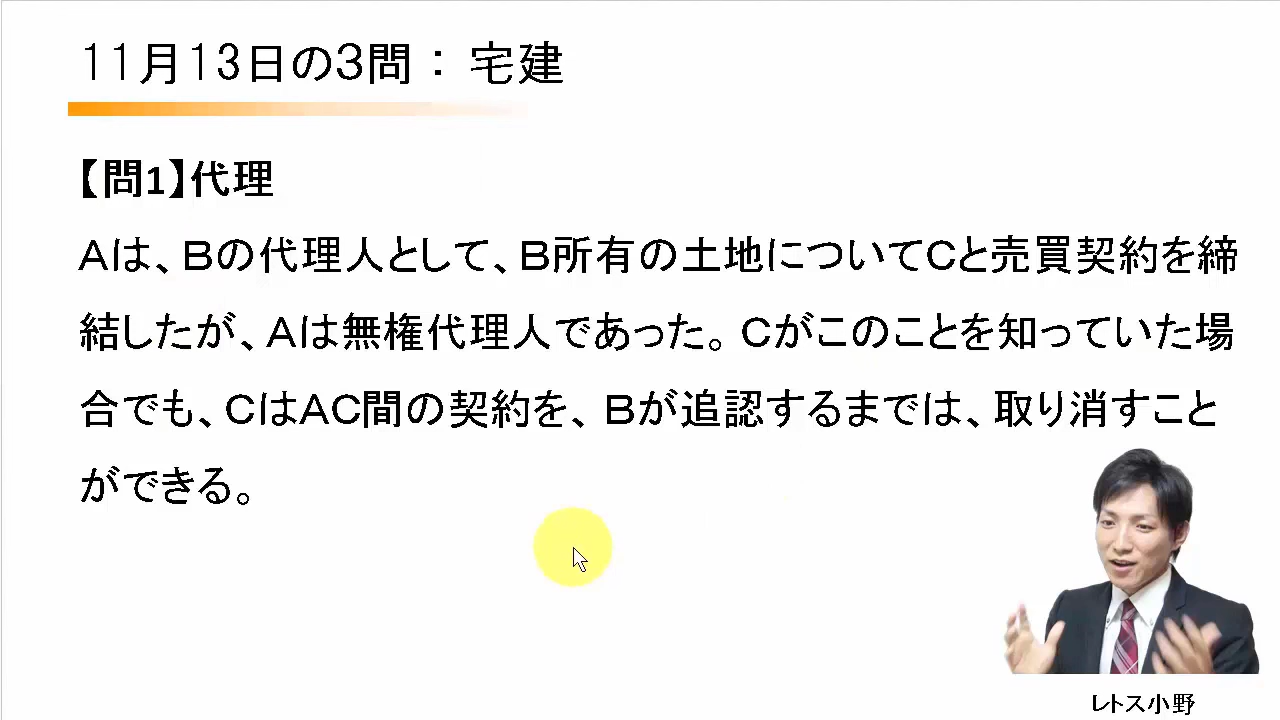 11月13日の3問：宅建
【問1】代理
Aは、Bの代理人として、B所有の土地についてCと売買契約を締
結したが、Aは無権代理人であった。Cがこのことを知っていた場
合でも、CはAC間の契約を、Bが追認するまでは、取り消すこと
ができる。
レトス小野